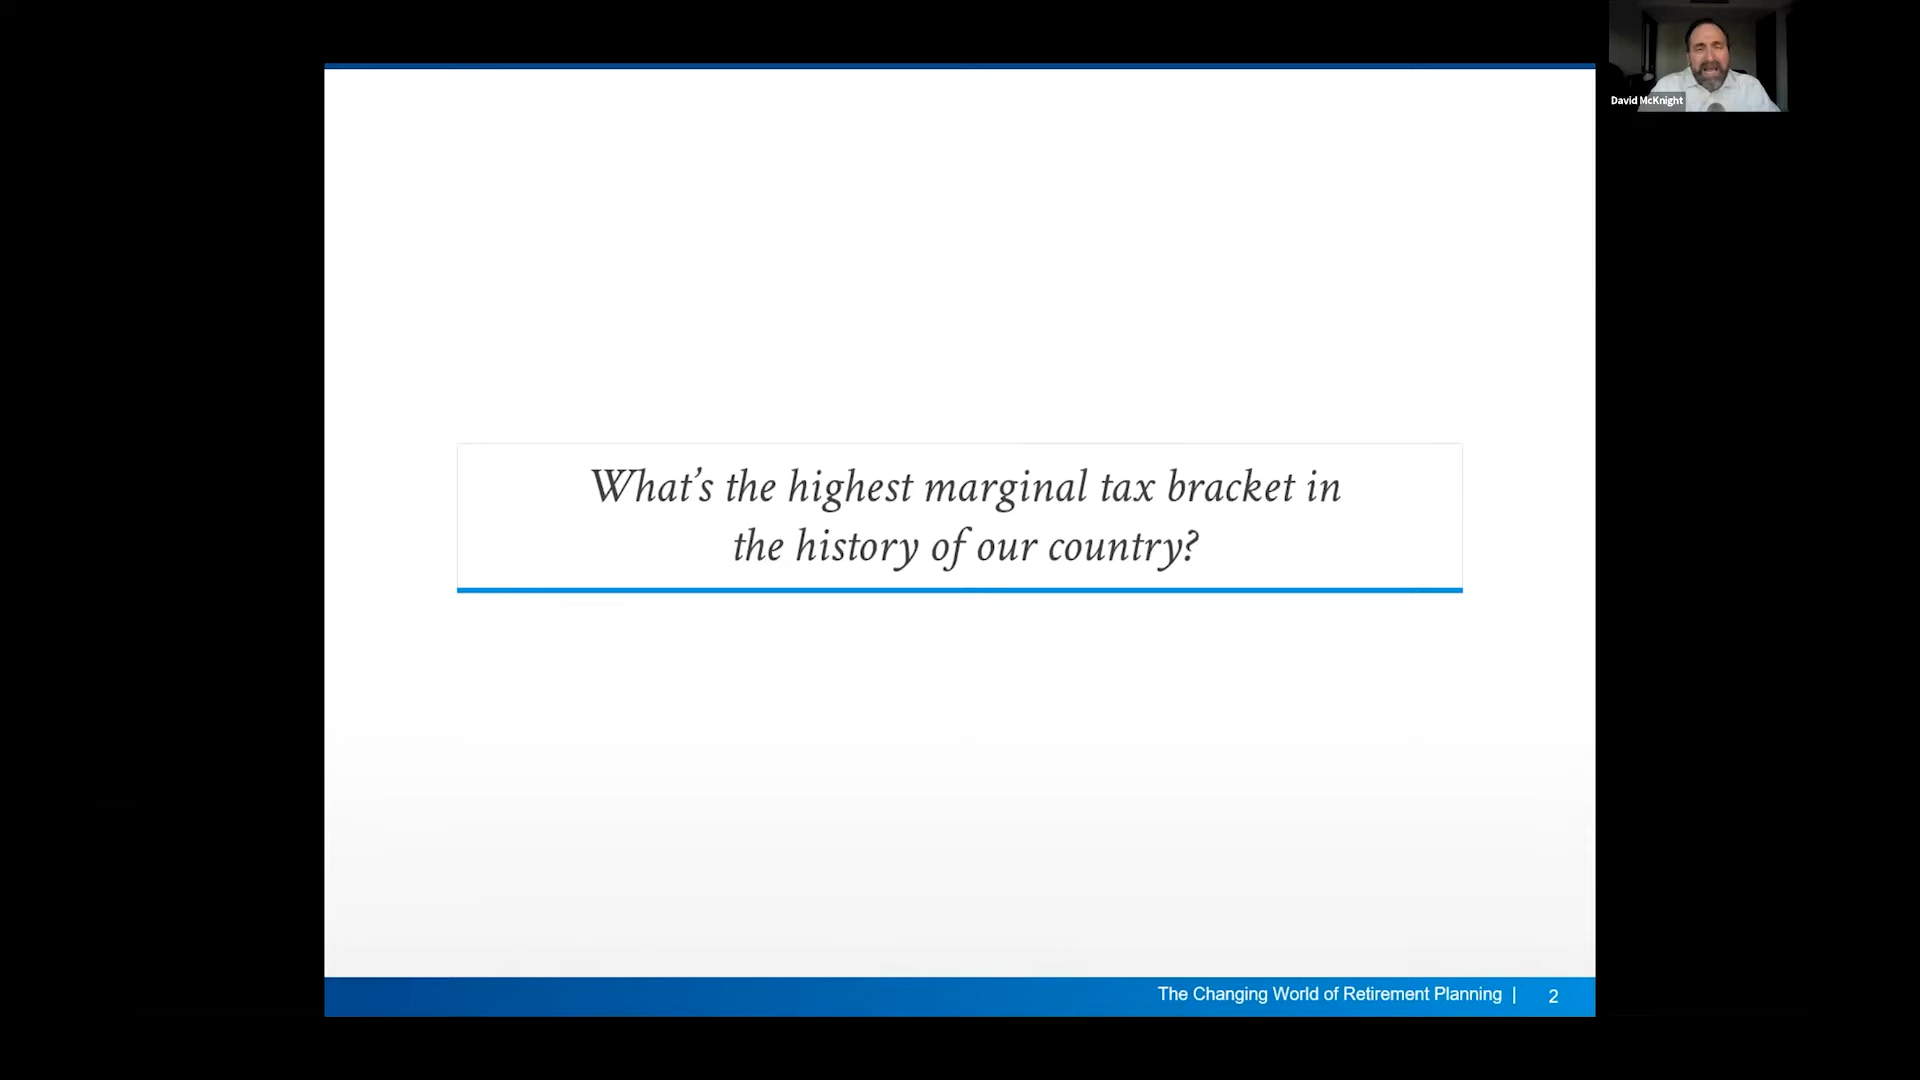 David McKnight
What's the highest marginal tax bracket in
the history of our country?
The Changing World of Retirement Planning | 2